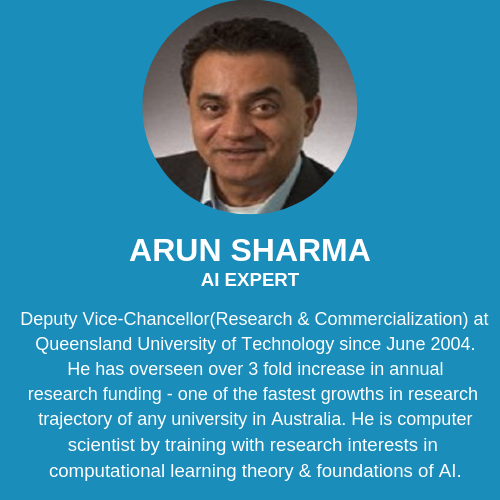 ARUN SHARMA
AI EXPERT
Deputy Vice-Chancellor(Research & Commercialization) at
Queensland University of Technology since June 2004.
He has overseen over 3 fold increase in annual
research funding - one of the fastest growths in research
trajectory of any university in Australia. He is computer
scientist by training with research interests in
computational learning theory & foundations of AI.